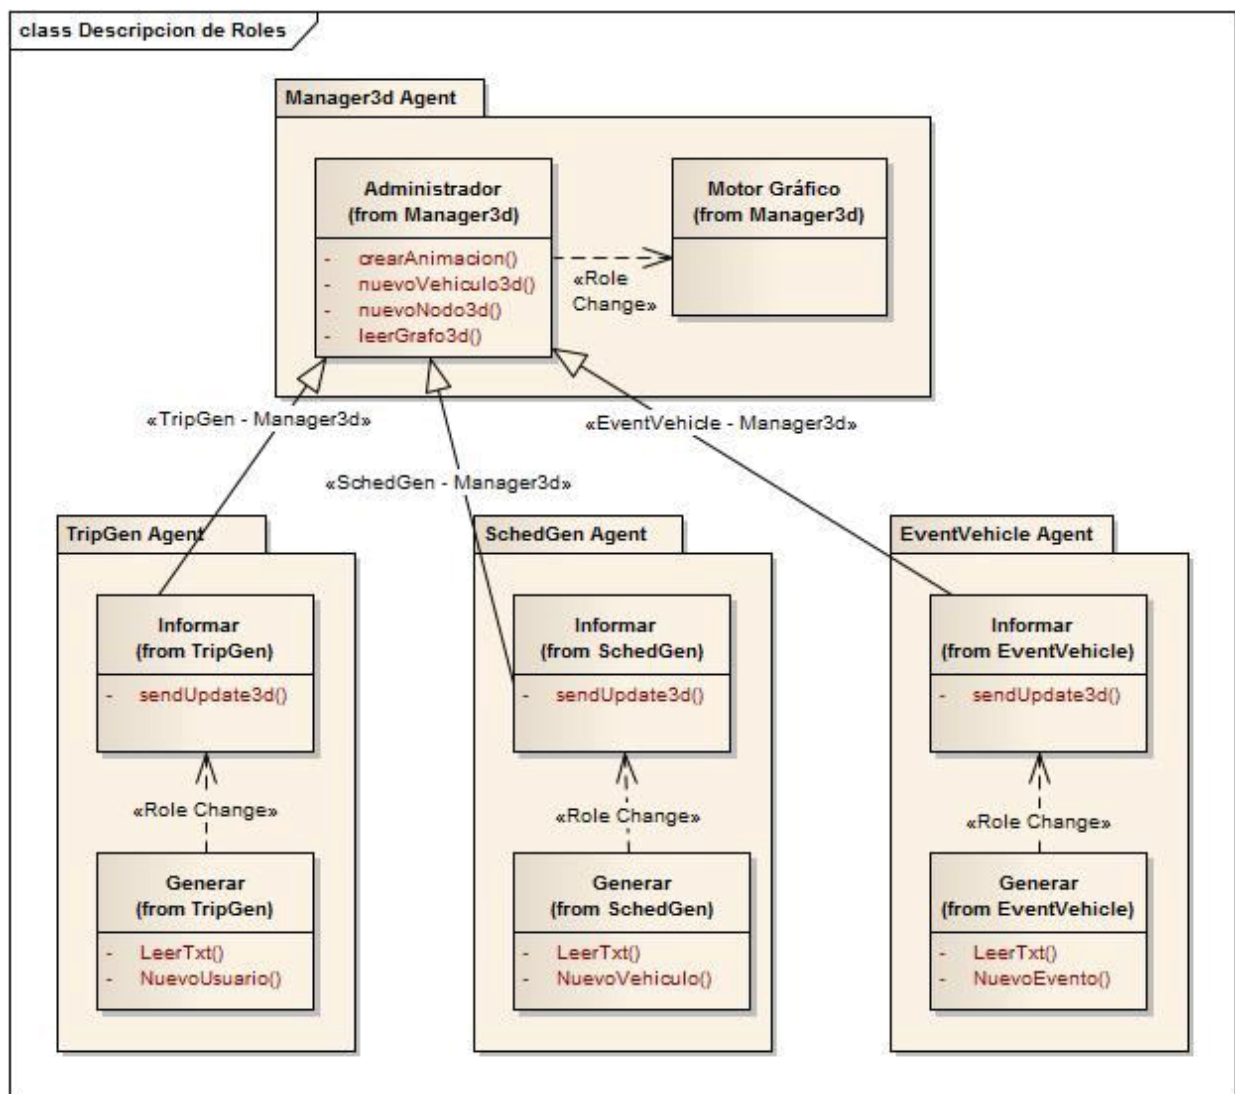 class Descripcion de Roles
Manager3d Agent
Administrador
(from Manager3d)
- crearAnimacion()
- nuevoVehiculo3d()
- nuevoNodo3d()
- leerGrafo3d()
«Role
Change»
Motor Gráfico
(from Manager3d)
«TripGen - Manager3d»
«SchedGen - Manager3d»
«EventVehicle - Manager3d»
TripGen Agent
Informar
(from TripGen)
- sendUpdate3d()
«Role Change»
Generar
(from TripGen)
- LeerTxt()
- NuevoUsuario()
SchedGen Agent
Informar
(from SchedGen)
- sendUpdate3d()
«Role Change»
Generar
(from SchedGen)
- LeerTxt()
- NuevoVehiculo()
EventVehicle Agent
Informar
(from EventVehicle)
- sendUpdate3d()
«Role Change»
Generar
(from EventVehicle)
- LeerTxt()
- NuevoEvento()